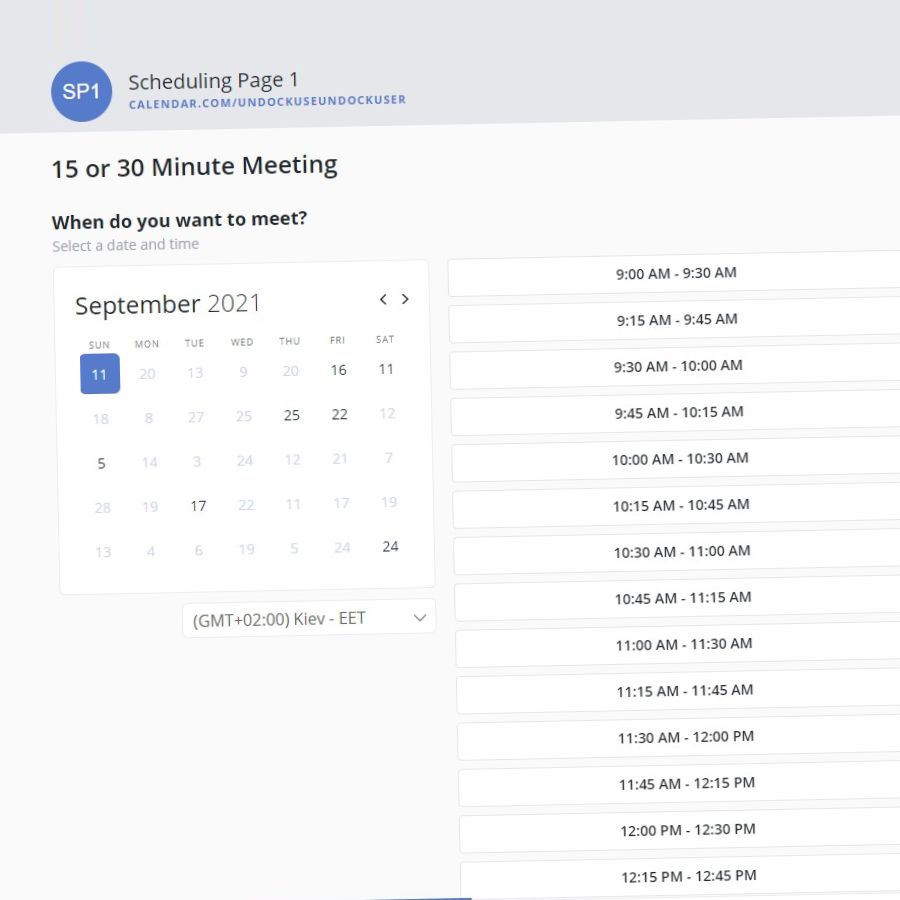 SP1
Scheduling Page 1
CALENDAR.COM/UNDOCKUSEUNDOCKUSER
15 or 30 Minute Meeting
When do you want to meet?
Select a date and time
September 2021
SUN MON TUE WED THU FRI SAT
11 20 13 9 20 16 11
18 8 27 25 25 22 12
5 14 3 24 12 21 7
28 19 17 22 11 17 19
13 4 6 19 5 24 24
(GMT+02:00) Kiev - EET
9:00 AM - 9:30 AM
9:15 AM - 9:45 AM
9:30 AM - 10:00 AM
9:45 AM - 10:15 AM
10:00 AM - 10:30 AM
10:15 AM - 10:45 AM
10:30 AM - 11:00 AM
10:45 AM - 11:15 AM
11:00 AM - 11:30 AM
11:15 AM - 11:45 AM
11:30 AM - 12:00 PM
11:45 AM - 12:15 PM
12:00 PM - 12:30 PM
12:15 PM - 12:45 PM